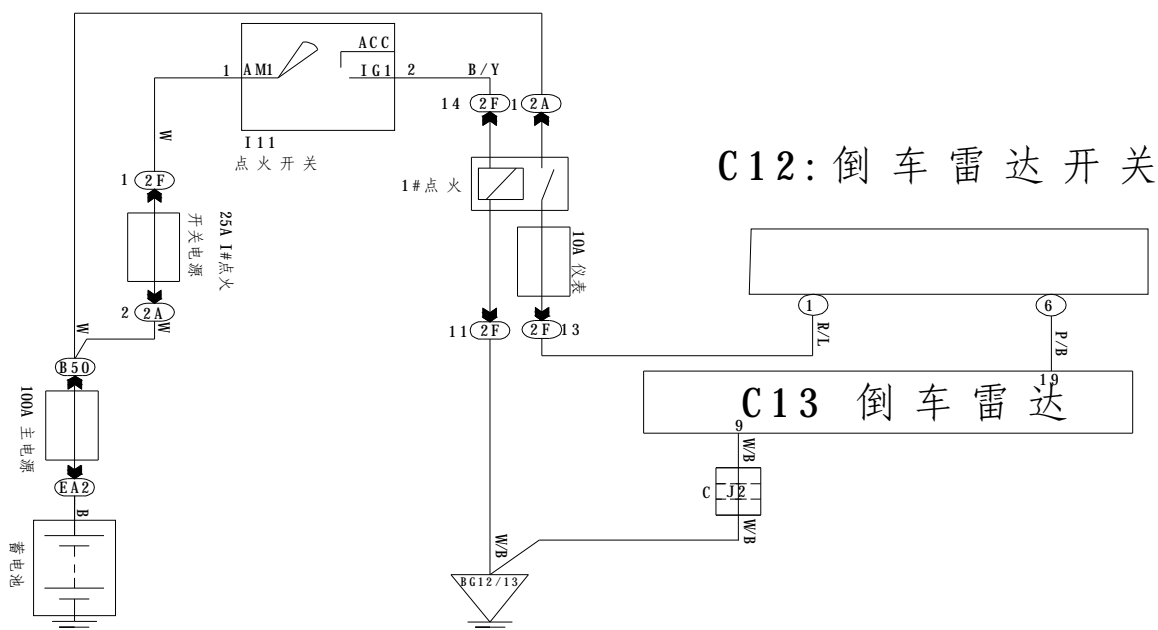 ACC
1 AM1
IG1 2
B/Y
I11
点火开关
W
1 2F
25A I#点火
开关电源
2 2A
W
W
B50
100A 主电源
EA2
B
蓄电池
14 2F
1 2A
1#点火
10A 仪表
11 2F
2F 13
W/B
BG12/13
C12:倒车雷达开关
1
6
R/L
P/B
19
C13 倒车雷达
9
W/B
C J2
W/B